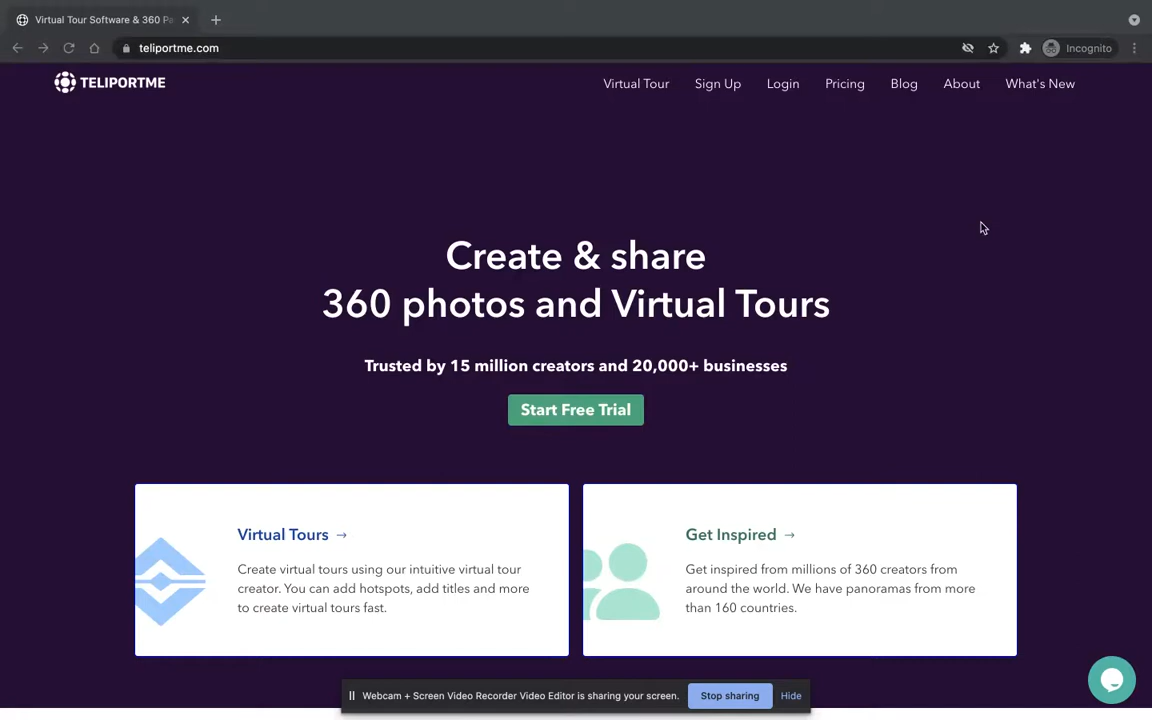 Virtual Tour Software & 360 Pa
teliportme.com
Incognito
TELIPORTME
Virtual Tour
Sign Up
Login
Pricing
Blog
About
What's New
Create & share
360 photos and Virtual Tours
Trusted by 15 million creators and 20,000+ businesses
Start Free Trial
Virtual Tours →
Create virtual tours using our intuitive virtual tour
creator. You can add hotspots, add titles and more
to create virtual tours fast.
Get Inspired →
Get inspired from millions of 360 creators from
around the world. We have panoramas from more
than 160 countries.
Webcam + Screen Video Recorder Video Editor is sharing your screen.
Stop sharing
Hide